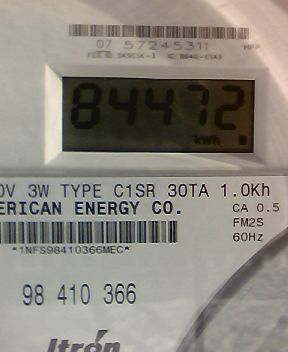 07 57245311
84472
kWh
0V 3W TYPE C1SR 30TA 1.0Kh
ERICAN ENERGY CO.
CA 0.5
FM2S
60Hz
*1NFS98410366MEC*
98 410 366
Itrón